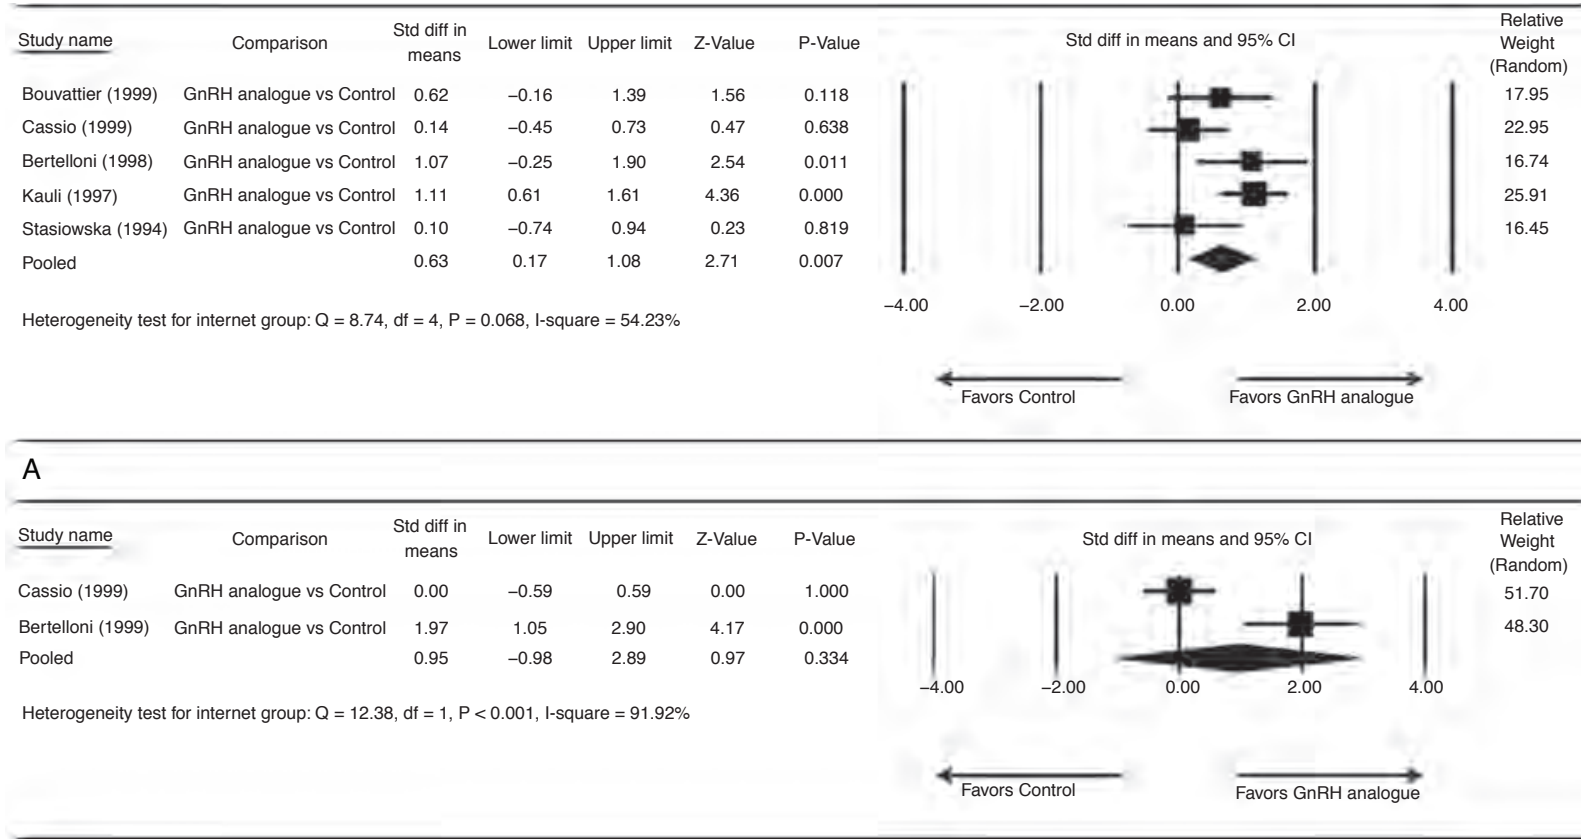 Study name Comparison Std diff in means Lower limit Upper limit Z-Value P-Value Std diff in means and 95% CI Relative Weight (Random)
Bouvattier (1999) GnRH analogue vs Control 0.62 −0.16 1.39 1.56 0.118 17.95
Cassio (1999) GnRH analogue vs Control 0.14 −0.45 0.73 0.47 0.638 22.95
Bertelloni (1998) GnRH analogue vs Control 1.07 −0.25 1.90 2.54 0.011 16.74
Kauli (1997) GnRH analogue vs Control 1.11 0.61 1.61 4.36 0.000 25.91
Stasiowska (1994) GnRH analogue vs Control 0.10 −0.74 0.94 0.23 0.819 16.45
Pooled 0.63 0.17 1.08 2.71 0.007
−4.00 −2.00 0.00 2.00 4.00
Heterogeneity test for internet group: Q = 8.74, df = 4, P = 0.068, I-square = 54.23%
Favors Control Favors GnRH analogue
A
Study name Comparison Std diff in means Lower limit Upper limit Z-Value P-Value Std diff in means and 95% CI Relative Weight (Random)
Cassio (1999) GnRH analogue vs Control 0.00 −0.59 0.59 0.00 1.000 51.70
Bertelloni (1999) GnRH analogue vs Control 1.97 1.05 2.90 4.17 0.000 48.30
Pooled 0.95 −0.98 2.89 0.97 0.334
−4.00 −2.00 0.00 2.00 4.00
Heterogeneity test for internet group: Q = 12.38, df = 1, P < 0.001, I-square = 91.92%
Favors Control Favors GnRH analogue